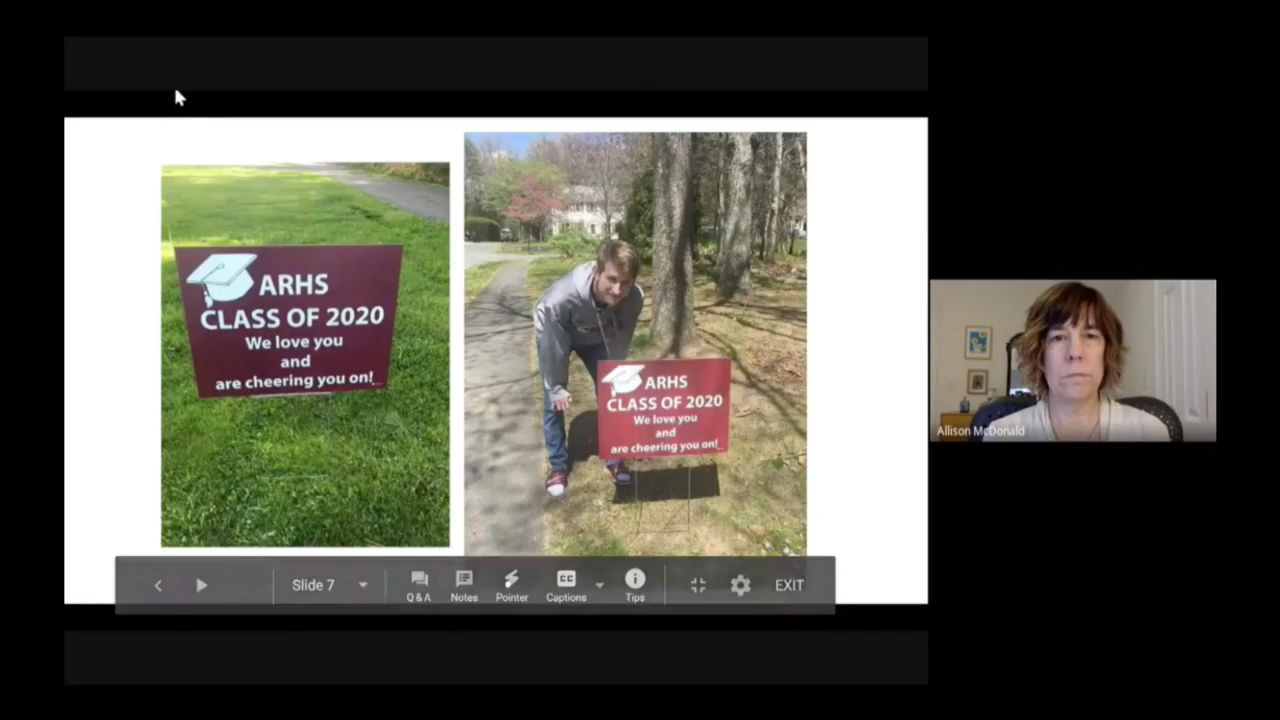 ARHS
CLASS OF 2020
We love you
and
are cheering you on!
ARHS
CLASS OF 2020
We love you
and
are cheering you on!
Allison McDonald
Slide 7
Q & A
Notes
Pointer
CC
Captions
Tips
EXIT